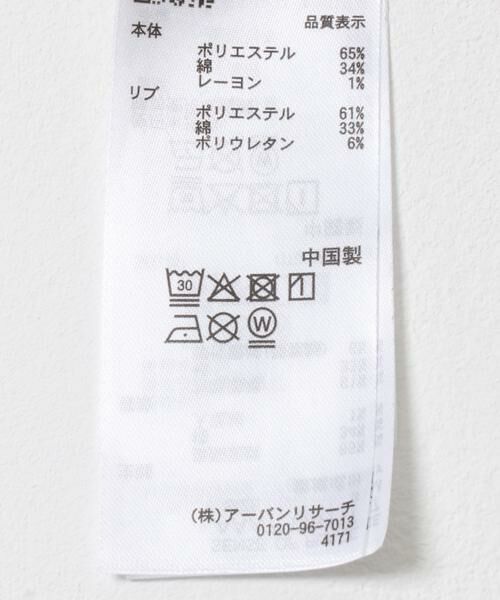 品質表示
本体
ポリエステル 65%
綿 34%
レーヨン 1%
リブ
ポリエステル 61%
綿 33%
ポリウレタン 6%
中国製
30
W
(株)アーバンリサーチ
0120-96-7013
4171